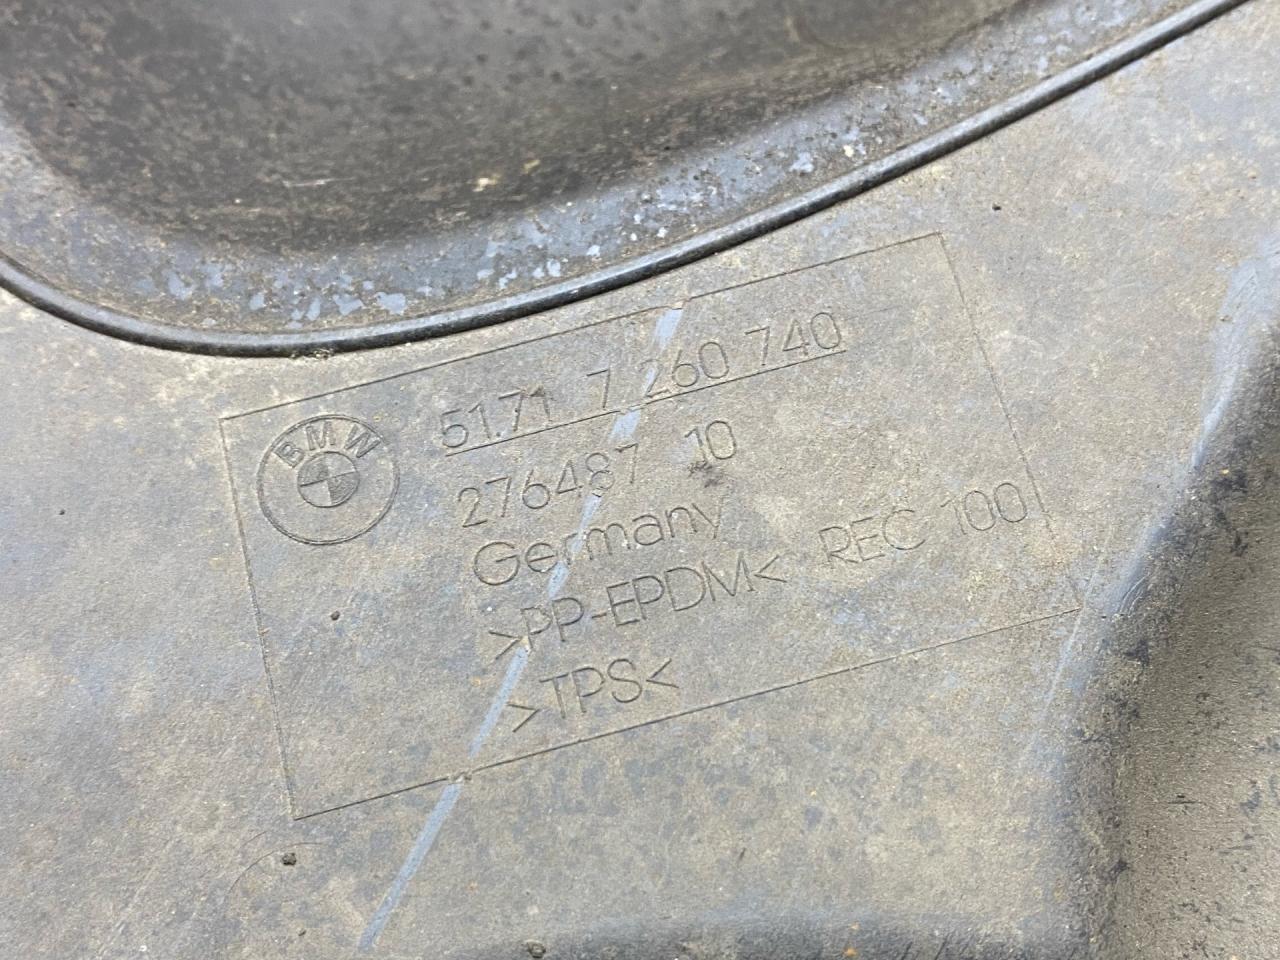 BMW
51.71 7 260 740
276487 10
Germany
>PP-EPDM< REC 100
>TPS<